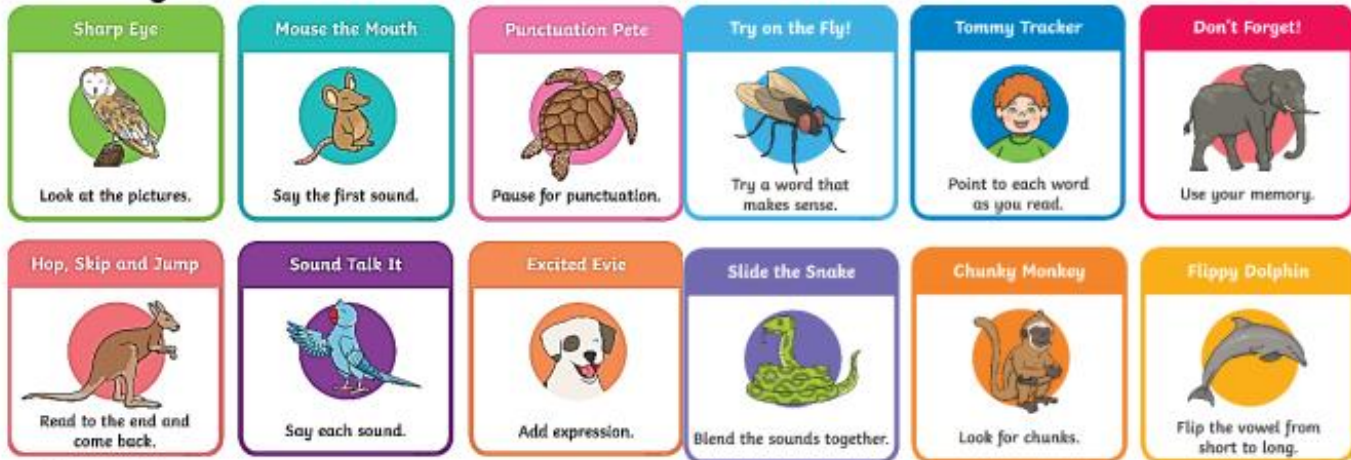 Sharp Eye
Look at the pictures.
Mouse the Mouth
Say the first sound.
Punctuation Pete
Pause for punctuation.
Try on the Fly!
Try a word that
makes sense.
Tommy Tracker
Point to each word
as you read.
Don't Forget!
Use your memory.
Hop, Skip and Jump
Read to the end and
come back.
Sound Talk It
Say each sound.
Excited Evie
Add expression.
Slide the Snake
Blend the sounds together.
Chunky Monkey
Look for chunks.
Flippy Dolphin
Flip the vowel from
short to long.